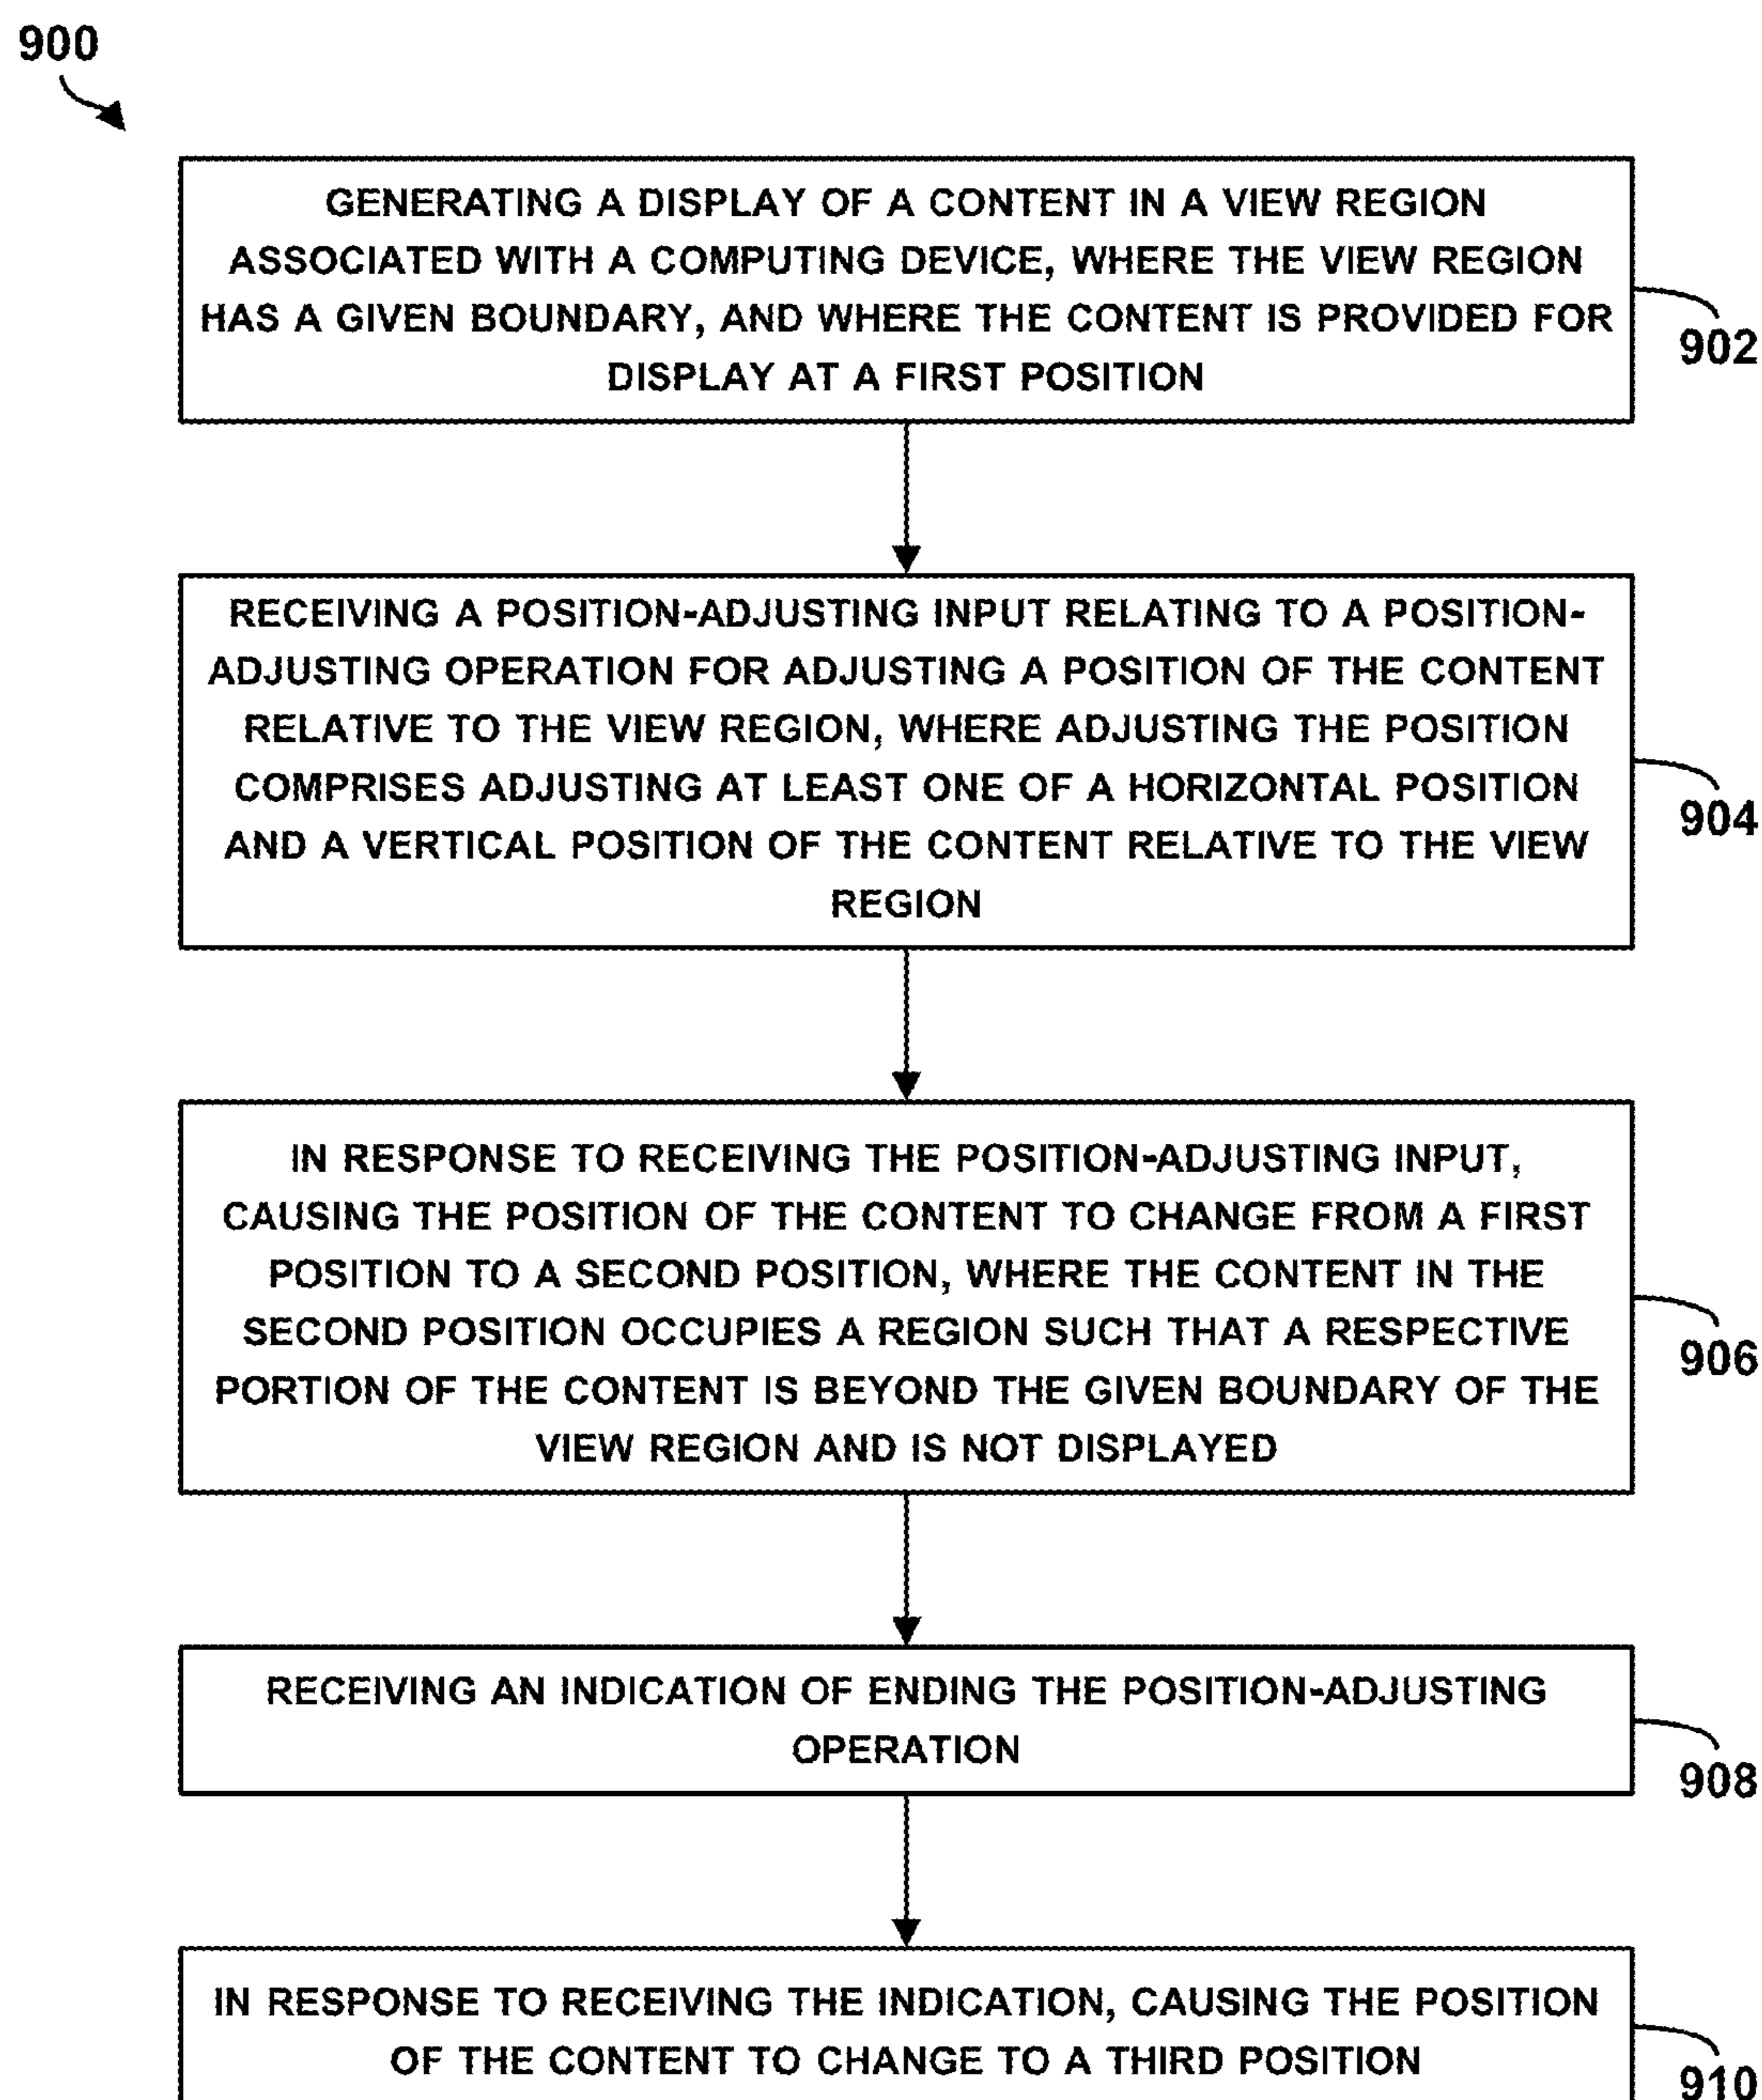 900
GENERATING A DISPLAY OF A CONTENT IN A VIEW REGION
ASSOCIATED WITH A COMPUTING DEVICE, WHERE THE VIEW REGION
HAS A GIVEN BOUNDARY, AND WHERE THE CONTENT IS PROVIDED FOR
DISPLAY AT A FIRST POSITION
902
RECEIVING A POSITION-ADJUSTING INPUT RELATING TO A POSITION-
ADJUSTING OPERATION FOR ADJUSTING A POSITION OF THE CONTENT
RELATIVE TO THE VIEW REGION, WHERE ADJUSTING THE POSITION
COMPRISES ADJUSTING AT LEAST ONE OF A HORIZONTAL POSITION
AND A VERTICAL POSITION OF THE CONTENT RELATIVE TO THE VIEW
REGION
904
IN RESPONSE TO RECEIVING THE POSITION-ADJUSTING INPUT,
CAUSING THE POSITION OF THE CONTENT TO CHANGE FROM A FIRST
POSITION TO A SECOND POSITION, WHERE THE CONTENT IN THE
SECOND POSITION OCCUPIES A REGION SUCH THAT A RESPECTIVE
PORTION OF THE CONTENT IS BEYOND THE GIVEN BOUNDARY OF THE
VIEW REGION AND IS NOT DISPLAYED
906
RECEIVING AN INDICATION OF ENDING THE POSITION-ADJUSTING
OPERATION
908
IN RESPONSE TO RECEIVING THE INDICATION, CAUSING THE POSITION
OF THE CONTENT TO CHANGE TO A THIRD POSITION
910